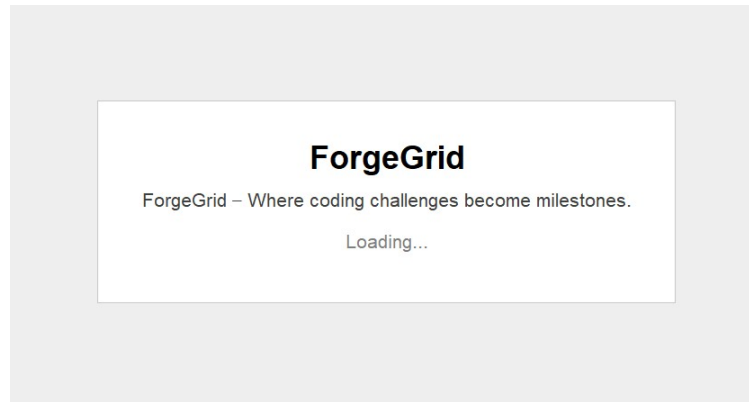 ForgeGrid
ForgeGrid – Where coding challenges become milestones.
Loading...